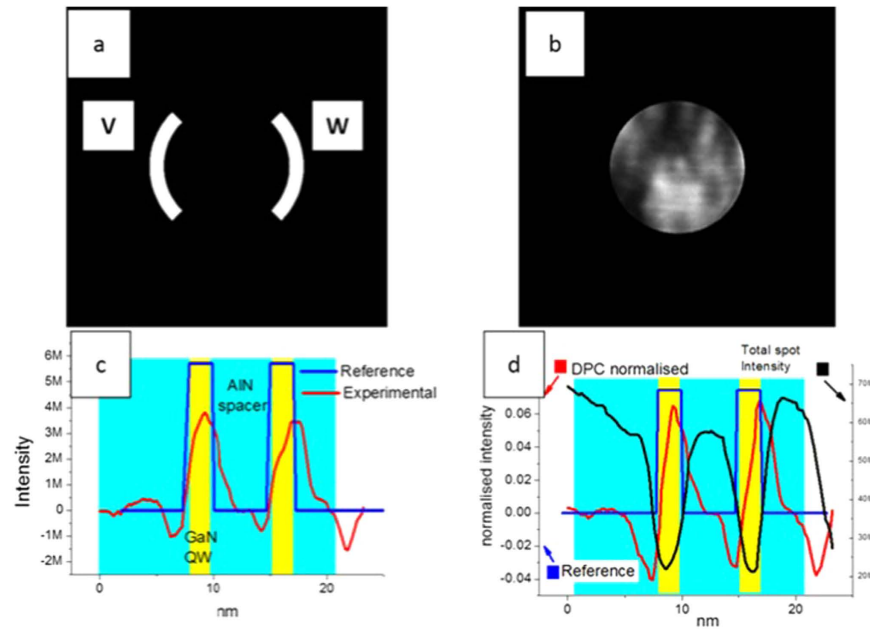 a
V
W
b
c
6M
5M
4M
3M
2M
1M
0
-1M
-2M
Intensity
AlN
spacer
Reference
Experimental
GaN
QW
0
10
20
nm
d
DPC normalised
Total spot
Intensity
0.06
0.04
0.02
0.00
-0.02
-0.04
normalised intensity
Reference
0
10
20
nm